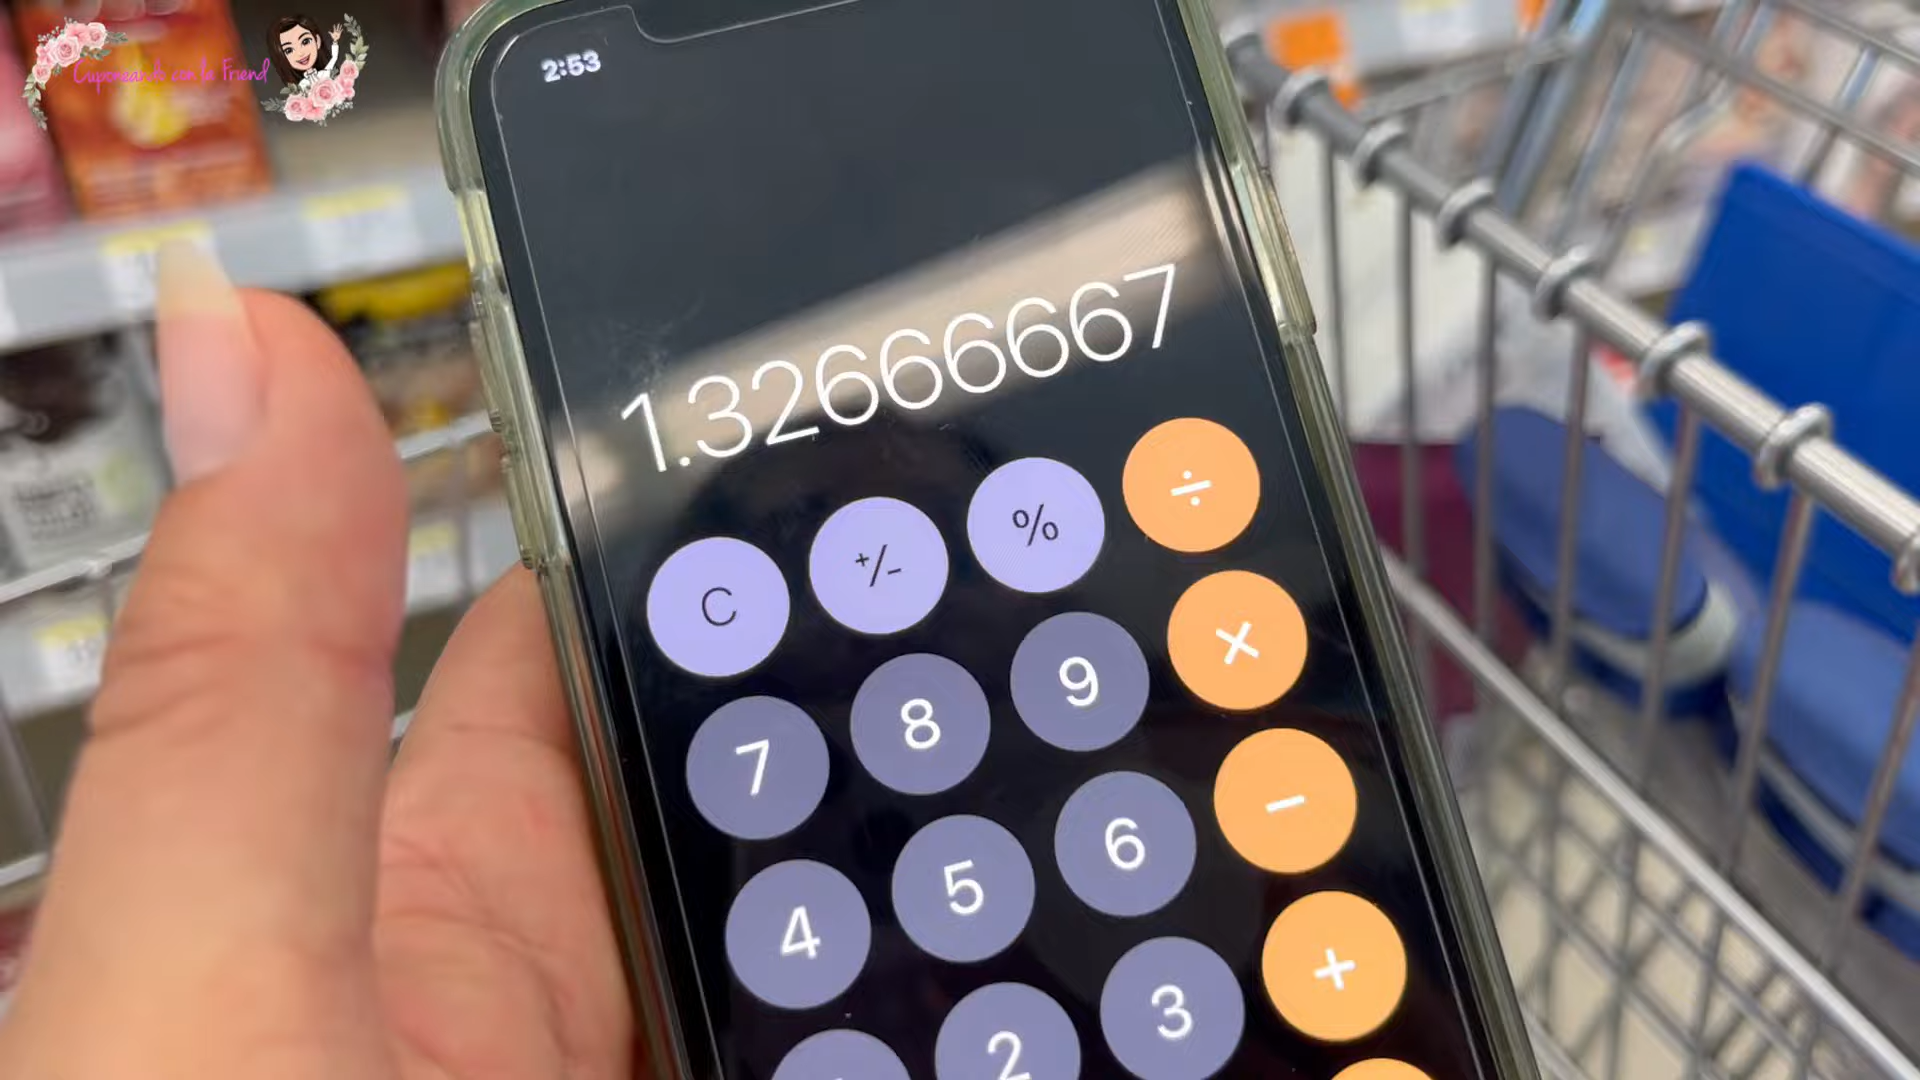 Cuponeando con la Friend
2:53
1.32666667
C +/- % ÷
7 8 9 ×
4 5 6 −
2 3 +